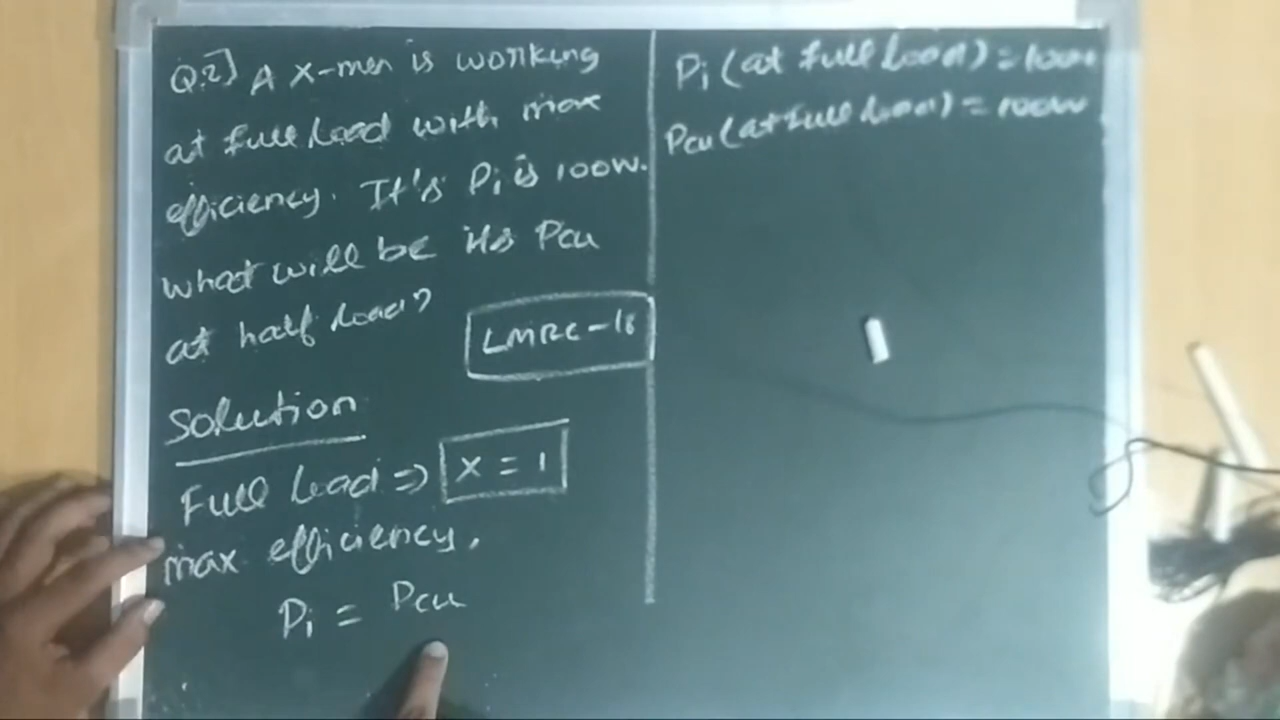 Q.2] A X-mer is working
at full load with max
efficiency. It's Pi is 100W.
what will be its Pcu
at half load?
LMRC-16
Solution
Full load => x = 1
max efficiency.
Pi = Pcu
Pi (at full load) = 100W
Pcu (at full load) = 100W